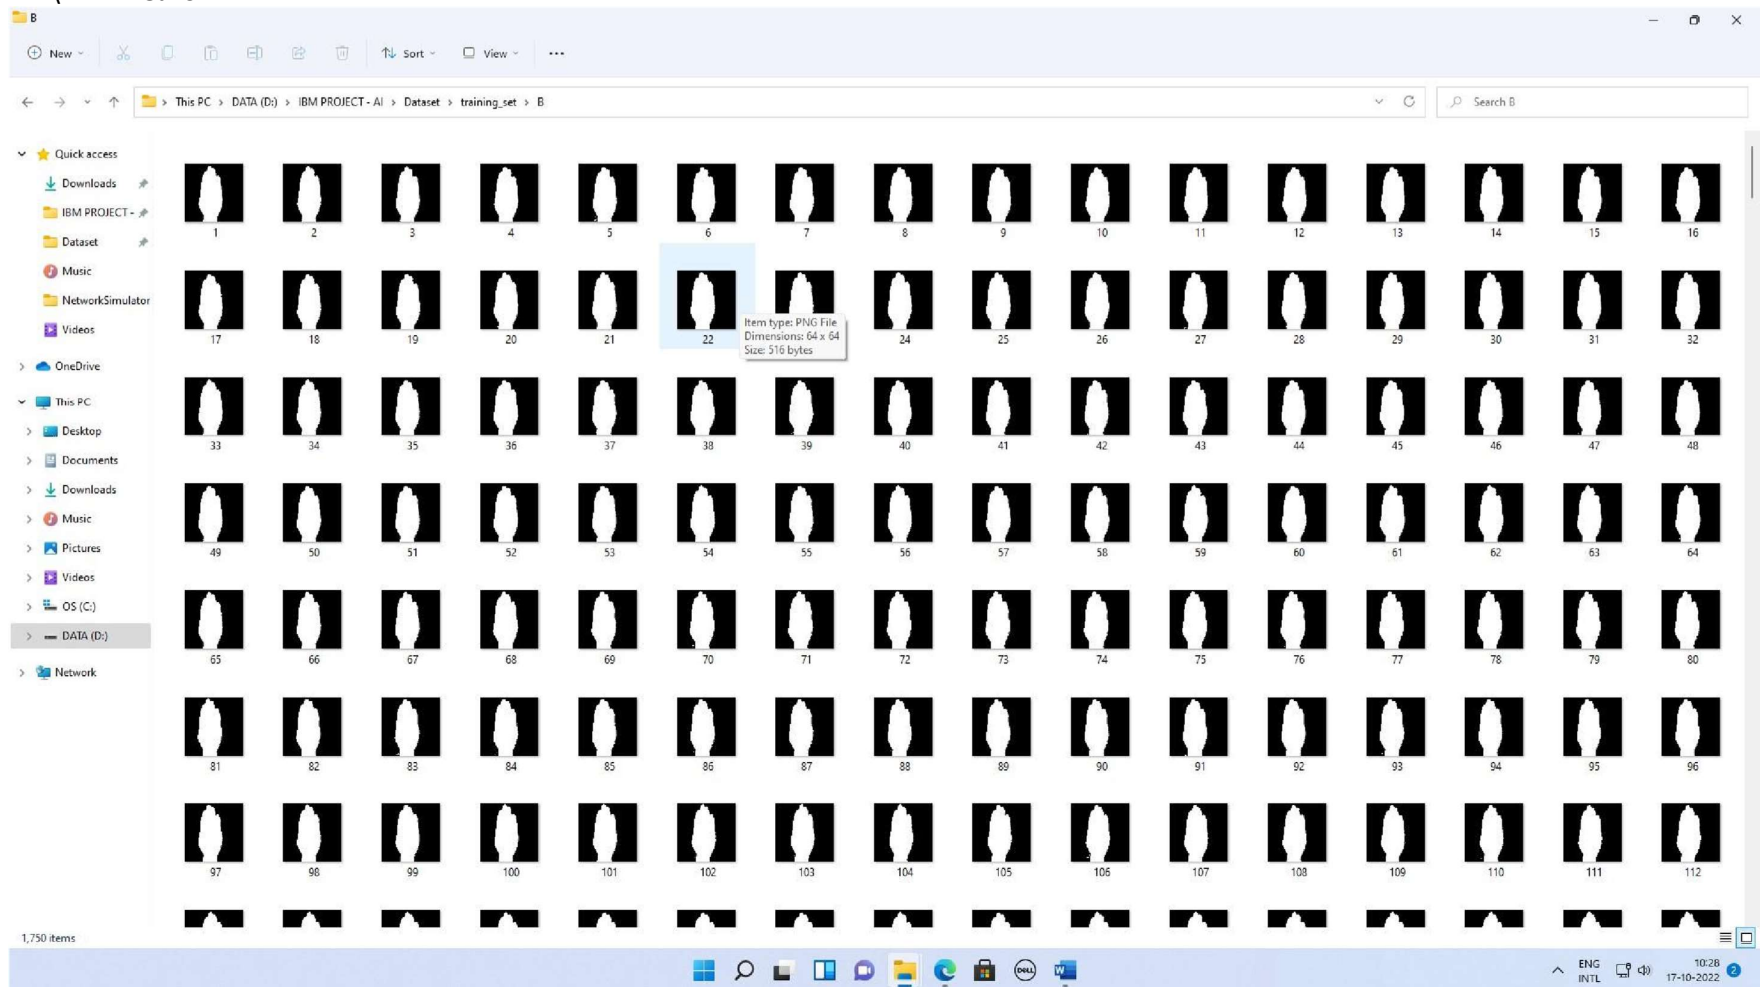 B
New Sort View
This PC > DATA (D:) > IBM PROJECT - AI > Dataset > training_set > B
Search B
Quick access
Downloads
IBM PROJECT -
Dataset
Music
NetworkSimulator
Videos
OneDrive
This PC
Desktop
Documents
Downloads
Music
Pictures
Videos
OS (C:)
DATA (D:)
Network
1 2 3 4 5 6 7 8 9 10 11 12 13 14 15 16
17 18 19 20 21 22 24 25 26 27 28 29 30 31 32
Item type: PNG File
Dimensions: 64 x 64
Size: 516 bytes
33 34 35 36 37 38 39 40 41 42 43 44 45 46 47 48
49 50 51 52 53 54 55 56 57 58 59 60 61 62 63 64
65 66 67 68 69 70 71 72 73 74 75 76 77 78 79 80
81 82 83 84 85 86 87 88 89 90 91 92 93 94 95 96
97 98 99 100 101 102 103 104 105 106 107 108 109 110 111 112
1,750 items
DELL
W
ENG
INTL
10:28
17-10-2022
2